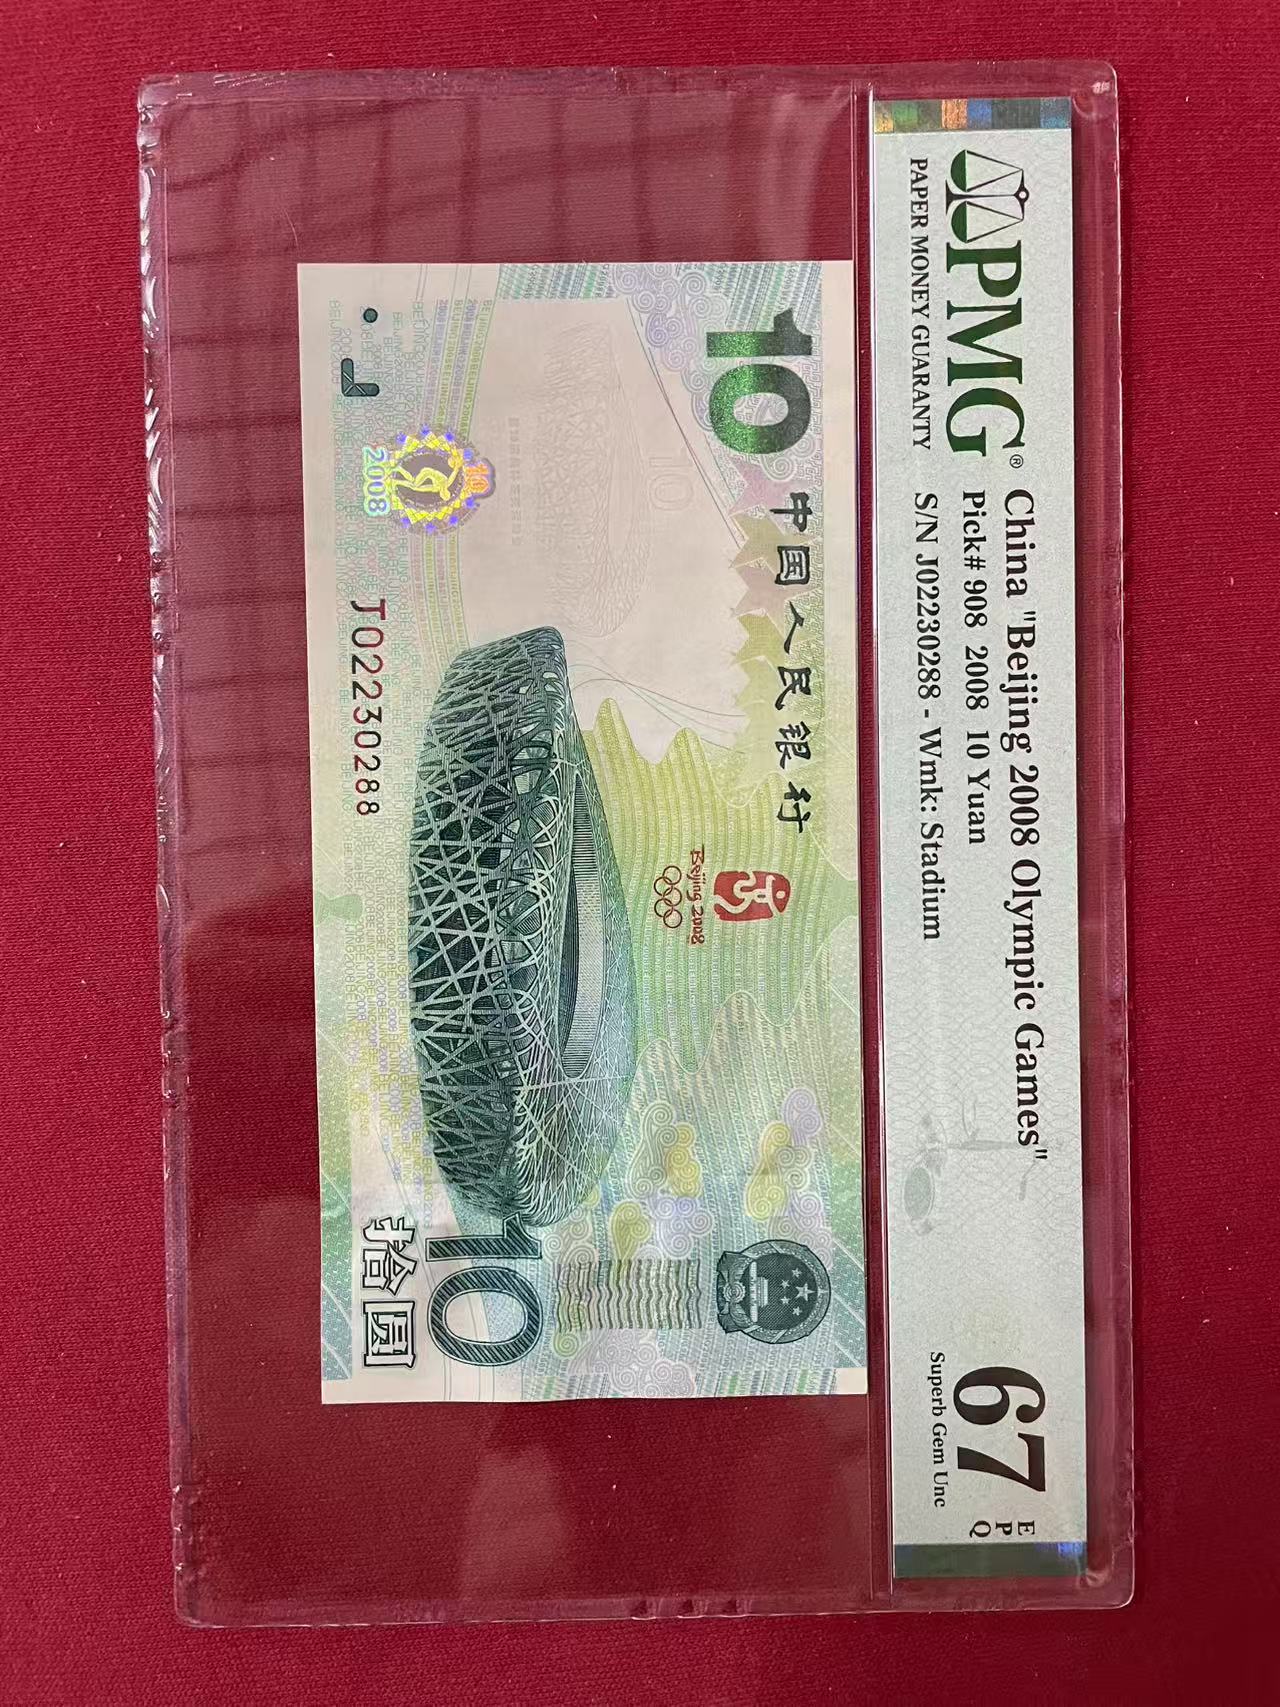 PMG®
PAPER MONEY GUARANTY
China "Beijing 2008 Olympic Games"
Pick# 908 2008 10 Yuan
S/N J02230288 - Wmk: Stadium
67
EPQ
Superb Gem Unc
10
中国人民银行
Beijing 2008
10
2008
J
J02230288
10
拾圆